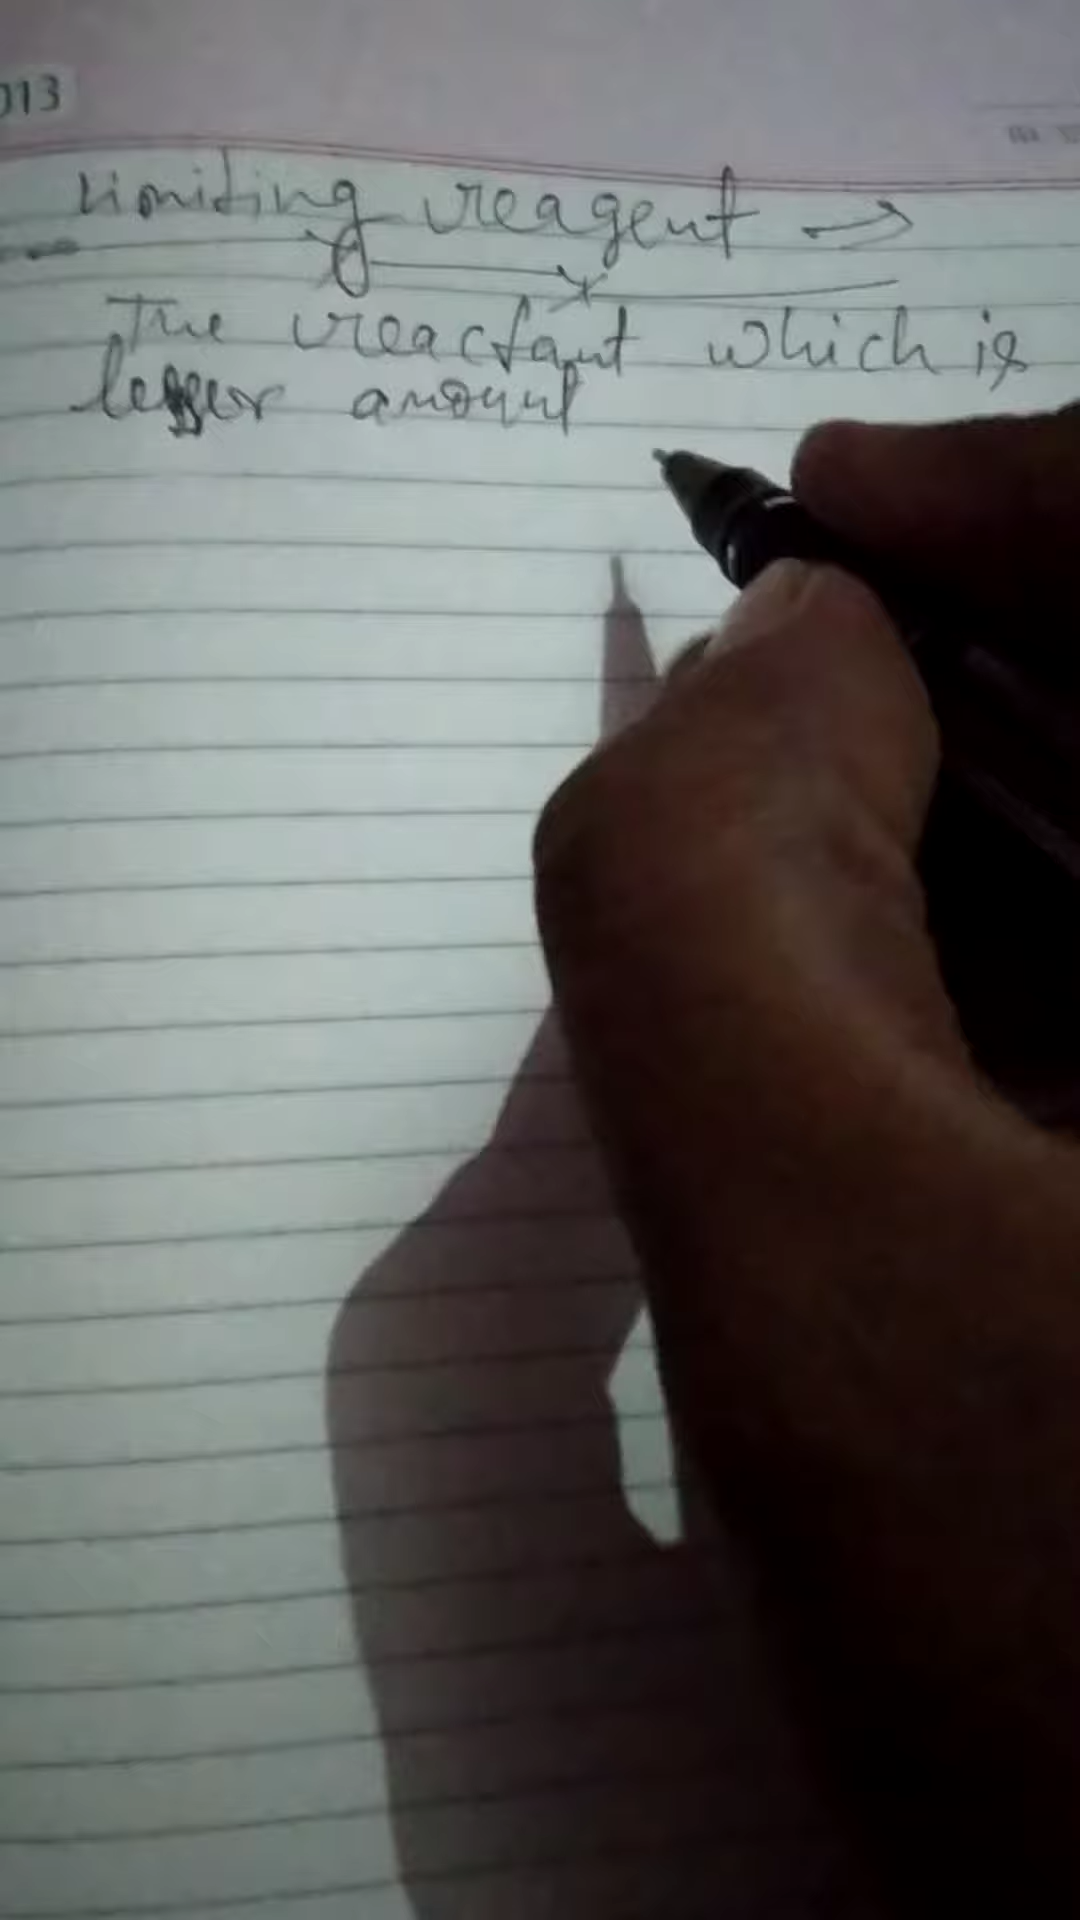 013
Limiting reagent →
The reactant which is
lesser amount